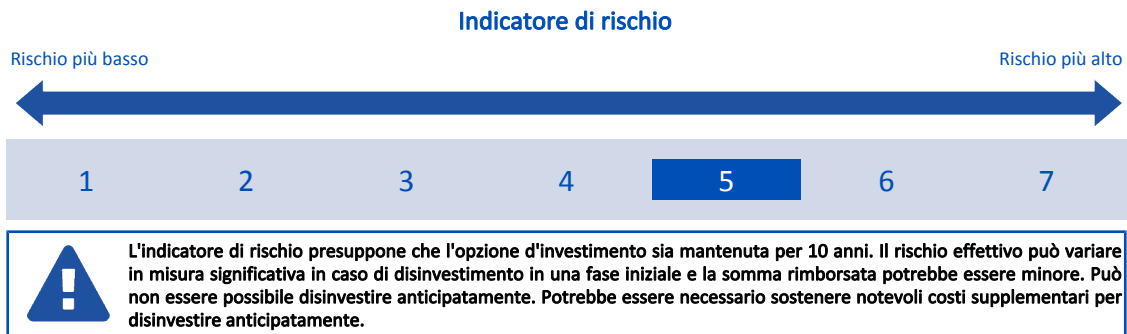 Indicatore di rischio
Rischio più basso
Rischio più alto
1 2 3 4 5 6 7
L'indicatore di rischio presuppone che l'opzione d'investimento sia mantenuta per 10 anni. Il rischio effettivo può variare
in misura significativa in caso di disinvestimento in una fase iniziale e la somma rimborsata potrebbe essere minore. Può
non essere possibile disinvestire anticipatamente. Potrebbe essere necessario sostenere notevoli costi supplementari per
disinvestire anticipatamente.